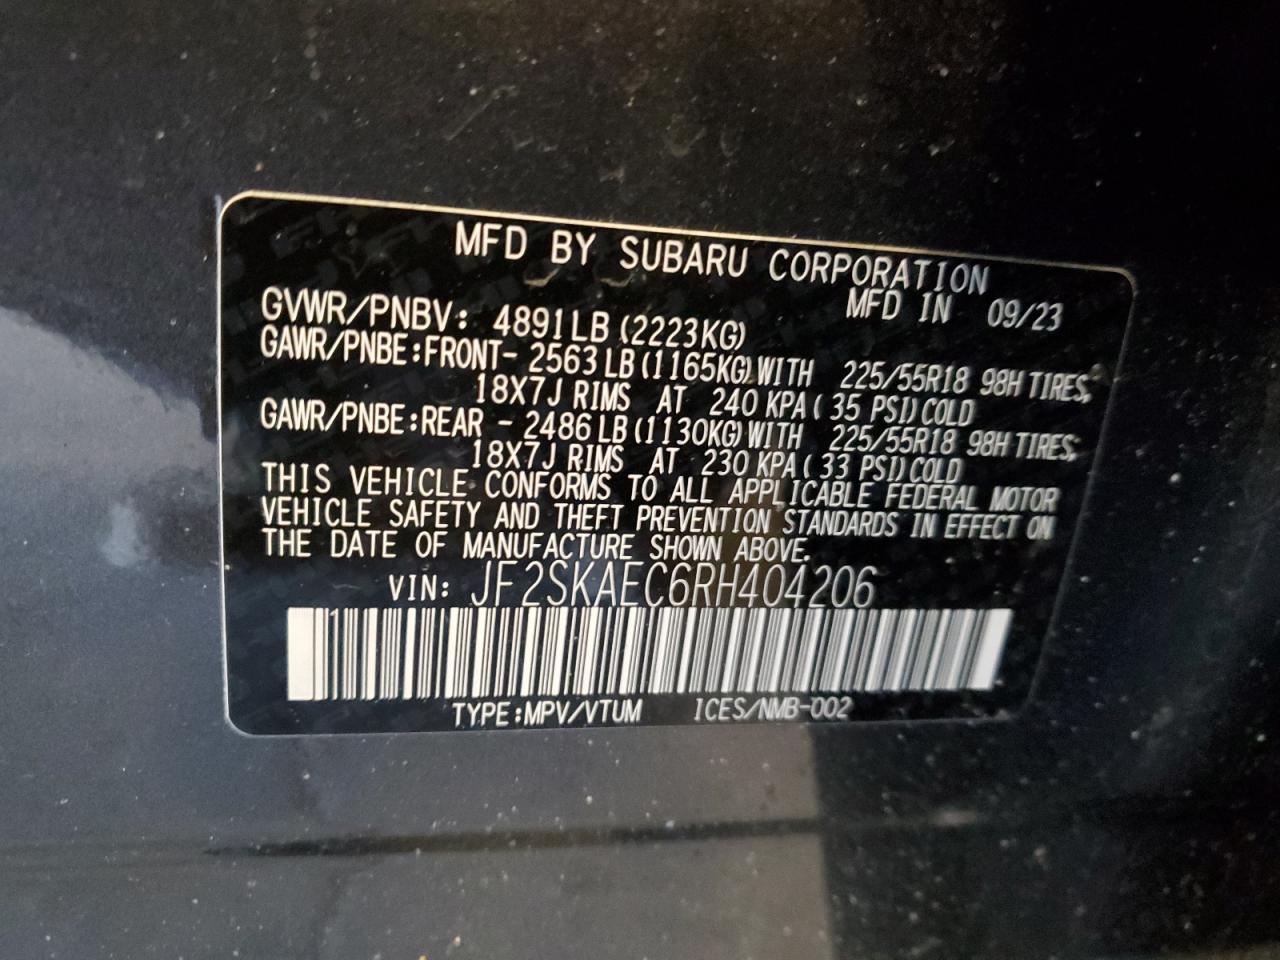 MFD BY SUBARU CORPORATION
MFD IN 09/23
GVWR/PNBV: 4891LB (2223KG)
GAWR/PNBE:FRONT- 2563 LB (1165KG) WITH 225/55R18 98H TIRES,
18X7J RIMS AT 240 KPA ( 35 PSI) COLD
GAWR/PNBE:REAR - 2486 LB (1130KG) WITH 225/55R18 98H TIRES,
18X7J RIMS AT 230 KPA ( 33 PSI) COLD
THIS VEHICLE CONFORMS TO ALL APPLICABLE FEDERAL MOTOR
VEHICLE SAFETY AND THEFT PREVENTION STANDARDS IN EFFECT ON
THE DATE OF MANUFACTURE SHOWN ABOVE.
VIN: JF2SKAEC6RH404206
TYPE:MPV/VTUM ICES/NMB-002